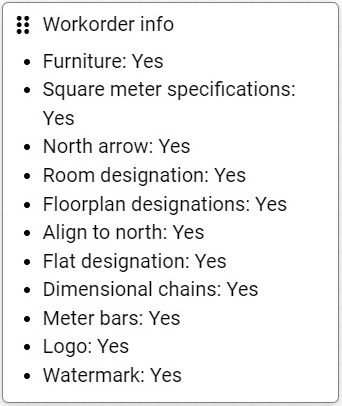 Workorder info
• Furniture: Yes
• Square meter specifications:
Yes
• North arrow: Yes
• Room designation: Yes
• Floorplan designations: Yes
• Align to north: Yes
• Flat designation: Yes
• Dimensional chains: Yes
• Meter bars: Yes
• Logo: Yes
• Watermark: Yes